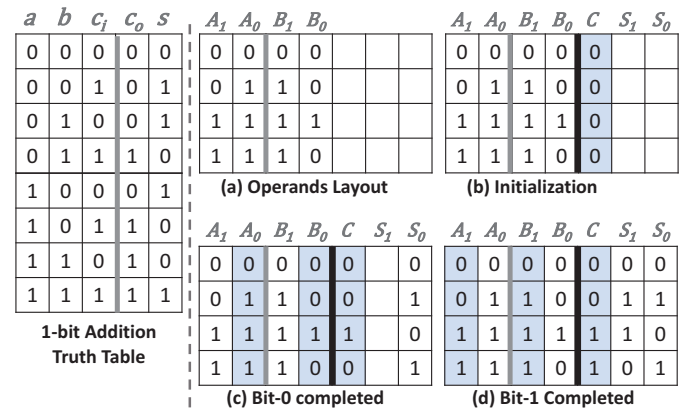 a b c_i c_o s
0 0 0 0 0
0 0 1 0 1
0 1 0 0 1
0 1 1 1 0
1 0 0 0 1
1 0 1 1 0
1 1 0 1 0
1 1 1 1 1
1-bit Addition
Truth Table
A_1 A_0 B_1 B_0
0 0 0 0
0 1 1 0
1 1 1 1
1 1 1 0
(a) Operands Layout
A_1 A_0 B_1 B_0 C S_1 S_0
0 0 0 0 0
0 1 1 0 0
1 1 1 1 0
1 1 1 0 0
(b) Initialization
A_1 A_0 B_1 B_0 C S_1 S_0
0 0 0 0 0 0
0 1 1 0 0 1
1 1 1 1 1 0
1 1 1 0 0 1
(c) Bit-0 completed
A_1 A_0 B_1 B_0 C S_1 S_0
0 0 0 0 0 0 0
0 1 1 0 0 1 1
1 1 1 1 1 1 0
1 1 1 0 1 0 1
(d) Bit-1 Completed